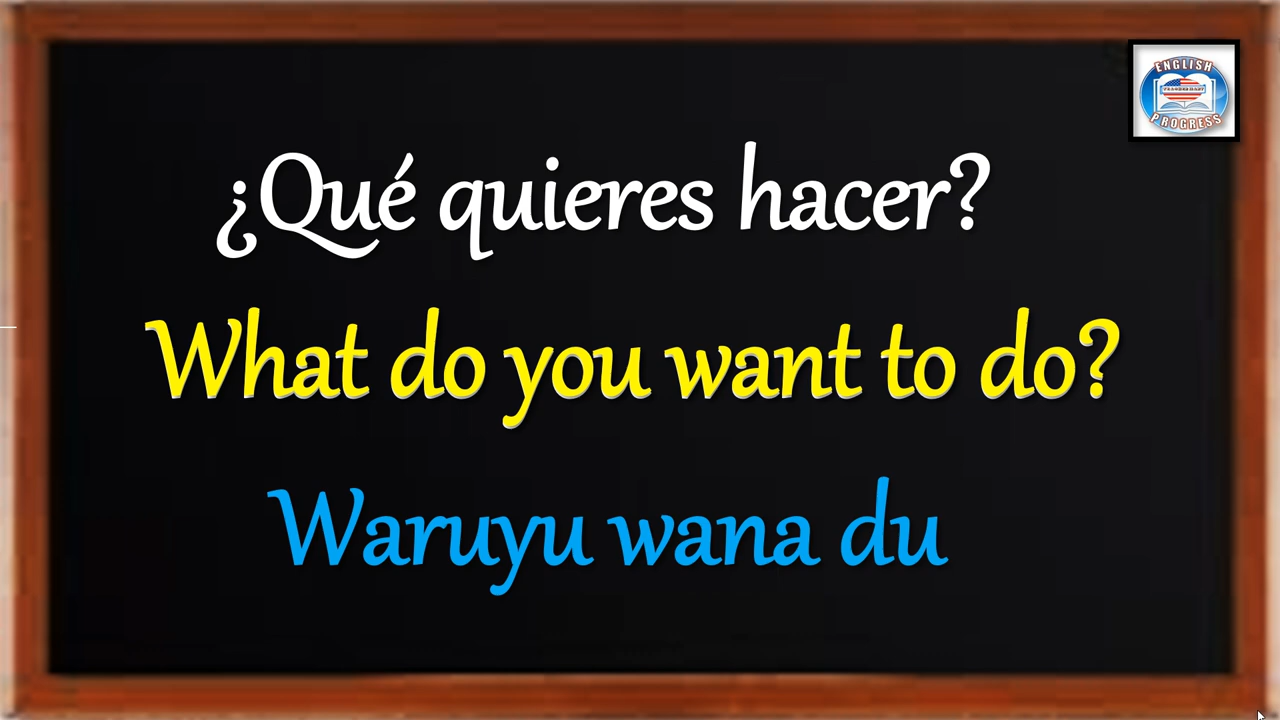 ENGLISH
PROGRESS
¿Qué quieres hacer?
What do you want to do?
Waruyu wana du